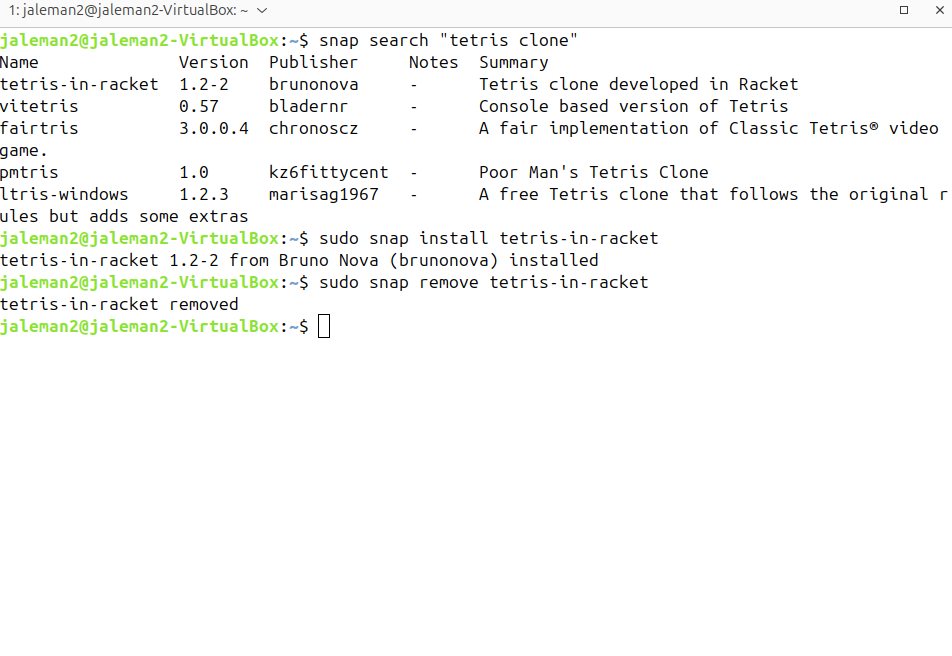 1: jaleman2@jaleman2-VirtualBox: ~
jaleman2@jaleman2-VirtualBox:~$ snap search "tetris clone"
Name              Version  Publisher     Notes  Summary
tetris-in-racket  1.2-2    brunonova     -      Tetris clone developed in Racket
vitetris          0.57     bladernr      -      Console based version of Tetris
fairtris          3.0.0.4  chronoscz     -      A fair implementation of Classic Tetris® video
game.
pmtris            1.0      kz6fittycent  -      Poor Man's Tetris Clone
ltris-windows     1.2.3    marisag1967   -      A free Tetris clone that follows the original r
ules but adds some extras
jaleman2@jaleman2-VirtualBox:~$ sudo snap install tetris-in-racket
tetris-in-racket 1.2-2 from Bruno Nova (brunonova) installed
jaleman2@jaleman2-VirtualBox:~$ sudo snap remove tetris-in-racket
tetris-in-racket removed
jaleman2@jaleman2-VirtualBox:~$